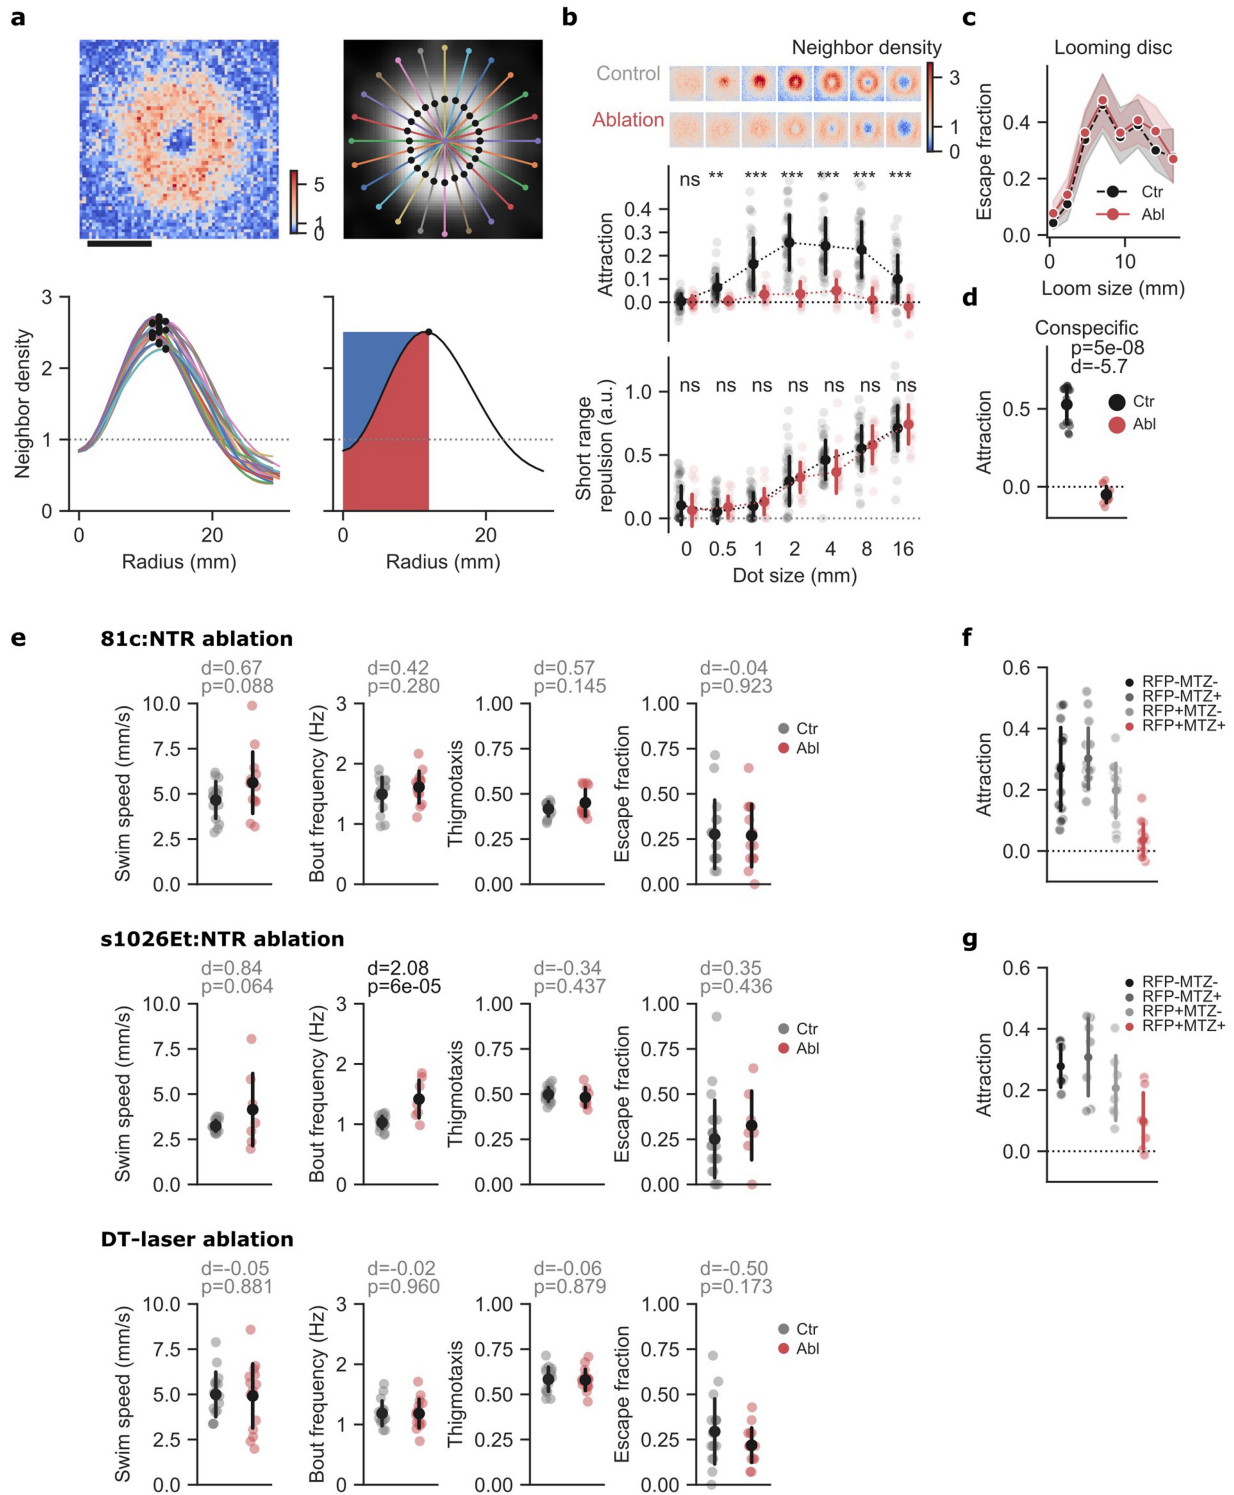 a
5
1
0
Neighbor density
3
2
1
0
0
20
Radius (mm)
0
20
Radius (mm)
b
Neighbor density
Control
Ablation
3
1
0
ns ** *** *** *** *** ***
Attraction
0.4
0.3
0.2
0.1
0.0
ns ns ns ns ns ns ns
Short range
repulsion (a.u.)
1.0
0.5
0.0
0 0.5 1 2 4 8 16
Dot size (mm)
c
Looming disc
Escape fraction
0.4
0.2
0.0
Ctr
Abl
0 10
Loom size (mm)
d
Conspecific
p=5e-08
d=-5.7
Attraction
0.5
0.0
Ctr
Abl
e
81c:NTR ablation
d=0.67
p=0.088
Swim speed (mm/s)
10.0
7.5
5.0
2.5
0.0
d=0.42
p=0.280
Bout frequency (Hz)
3
2
1
0
d=0.57
p=0.145
Thigmotaxis
1.00
0.75
0.50
0.25
0.00
d=-0.04
p=0.923
Escape fraction
1.00
0.75
0.50
0.25
0.00
Ctr
Abl
s1026Et:NTR ablation
d=0.84
p=0.064
Swim speed (mm/s)
10.0
7.5
5.0
2.5
0.0
d=2.08
p=6e-05
Bout frequency (Hz)
3
2
1
0
d=-0.34
p=0.437
Thigmotaxis
1.00
0.75
0.50
0.25
0.00
d=0.35
p=0.436
Escape fraction
1.00
0.75
0.50
0.25
0.00
Ctr
Abl
DT-laser ablation
d=-0.05
p=0.881
Swim speed (mm/s)
10.0
7.5
5.0
2.5
0.0
d=-0.02
p=0.960
Bout frequency (Hz)
3
2
1
0
d=-0.06
p=0.879
Thigmotaxis
1.00
0.75
0.50
0.25
0.00
d=-0.50
p=0.173
Escape fraction
1.00
0.75
0.50
0.25
0.00
Ctr
Abl
f
Attraction
0.6
0.4
0.2
0.0
RFP-MTZ-
RFP-MTZ+
RFP+MTZ-
RFP+MTZ+
g
Attraction
0.6
0.4
0.2
0.0
RFP-MTZ-
RFP-MTZ+
RFP+MTZ-
RFP+MTZ+